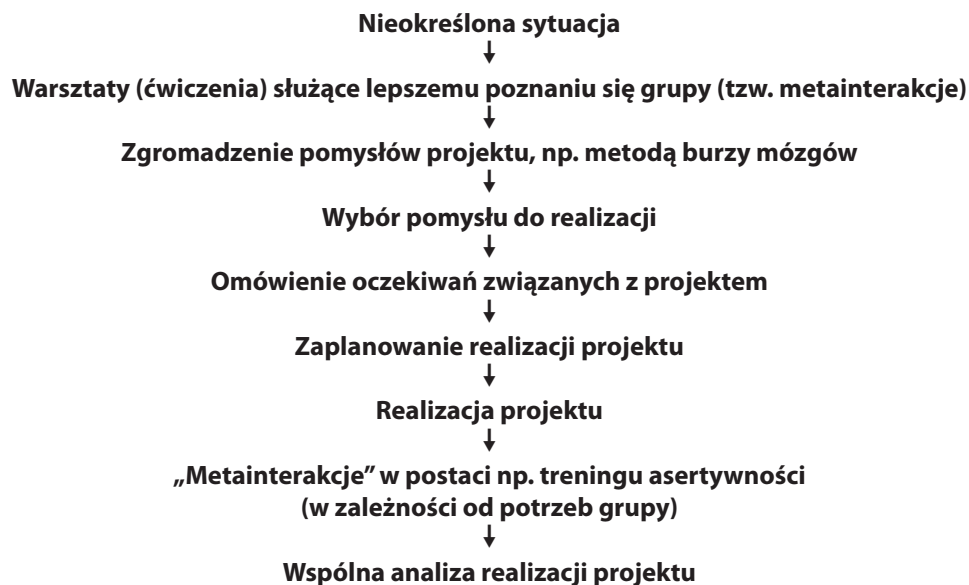 Nieokreślona sytuacja
Warsztaty (ćwiczenia) służące lepszemu poznaniu się grupy (tzw. metainterakcje)
Zgromadzenie pomysłów projektu, np. metodą burzy mózgów
Wybór pomysłu do realizacji
Omówienie oczekiwań związanych z projektem
Zaplanowanie realizacji projektu
Realizacja projektu
„Metainterakcje” w postaci np. treningu asertywności
(w zależności od potrzeb grupy)
Wspólna analiza realizacji projektu